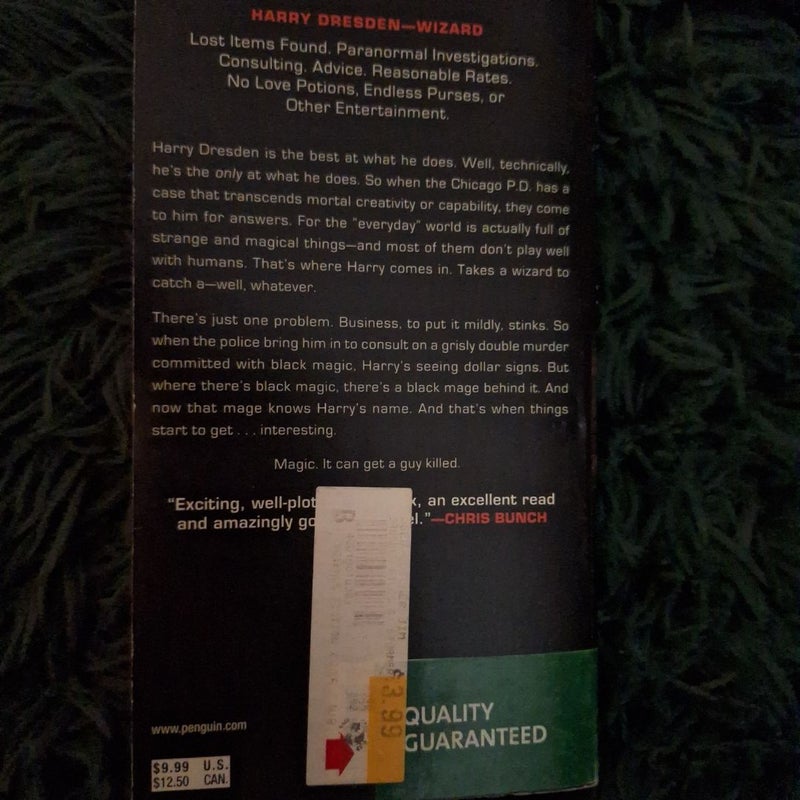 HARRY DRESDEN—WIZARD
Lost Items Found. Paranormal Investigations.
Consulting. Advice. Reasonable Rates.
No Love Potions, Endless Purses, or
Other Entertainment.
Harry Dresden is the best at what he does. Well, technically,
he's the only at what he does. So when the Chicago P.D. has a
case that transcends mortal creativity or capability, they come
to him for answers. For the "everyday" world is actually full of
strange and magical things—and most of them don't play well
with humans. That's where Harry comes in. Takes a wizard to
catch a—well, whatever.
There's just one problem. Business, to put it mildly, stinks. So
when the police bring him in to consult on a grisly double murder
committed with black magic, Harry's seeing dollar signs. But
where there's black magic, there's a black mage behind it. And
now that mage knows Harry's name. And that's when things
start to get . . . interesting.
Magic. It can get a guy killed.
"Exciting, an excellent read
and amazingly —CHRIS BUNCH
B
$3.99
QUALITY
GUARANTEED
www.penguin.com
$9.99 U.S.
$12.50 CAN.